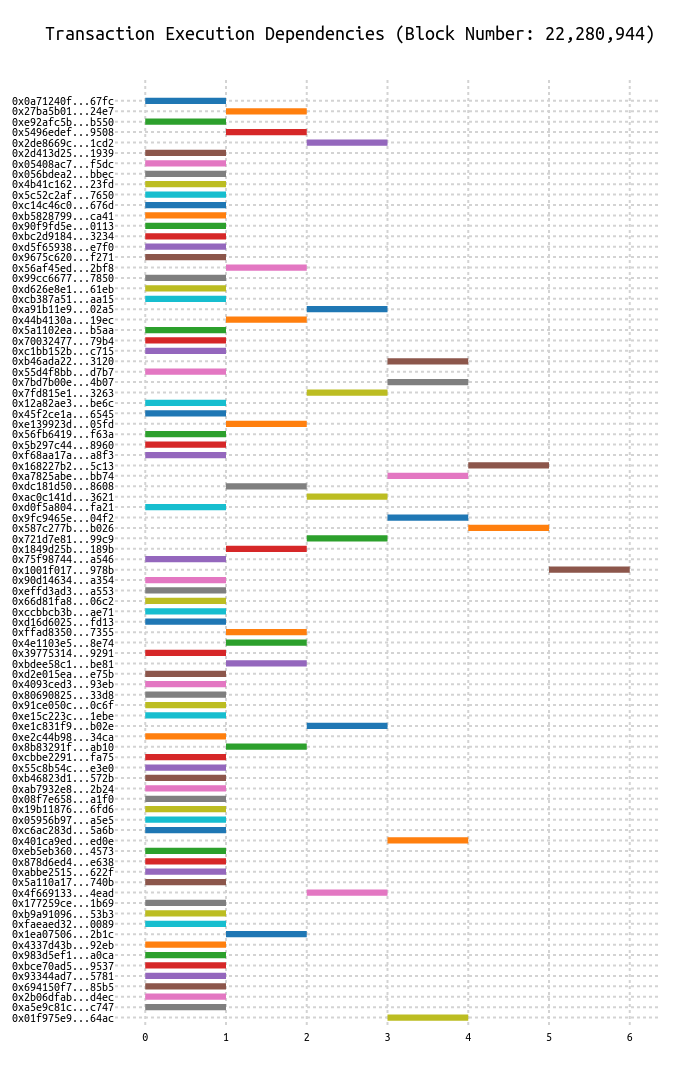 Transaction Execution Dependencies (Block Number: 22,280,944)
0x0a71240f...67fc
0x27ba5b01...24e7
0xe92afc5b...b550
0x5496edef...9508
0x2de8669c...1cd2
0x2d413d25...1939
0x05408ac7...f5dc
0x056bdea2...bbec
0x4b41c162...23fd
0x5c52c2af...7650
0xc14c46c0...676d
0xb5828799...ca41
0x90f9fd5e...0113
0xbc2d9184...3234
0xd5f65938...e7f0
0x9675c620...f271
0x56af45ed...2bf8
0x99cc6677...7850
0xd626e8e1...61eb
0xcb387a51...aa15
0xa91b11e9...02a5
0x44b4130a...19ec
0x5a1102ea...b5aa
0x70032477...79b4
0xc1bb152b...c715
0xb46ada22...3120
0x55d4f8bb...d7b7
0x7bd7b00e...4b07
0x7fd815e1...3263
0x12a82ae3...be6c
0x45f2ce1a...6545
0xe139923d...05fd
0x56fb6419...f63a
0x5b297c44...8960
0xf68aa17a...a8f3
0x168227b2...5c13
0xa7825abe...bb74
0xdc181d50...8608
0xac0c141d...3621
0xd0f5a804...fa21
0x9fc9465e...04f2
0x587c277b...b026
0x721d7e81...99c9
0x1849d25b...189b
0x75f98744...a546
0x1001f017...978b
0x90d14634...a354
0xeffd3ad3...a553
0x66d81fa8...06c2
0xccbbcb3b...ae71
0xd16d6025...fd13
0xffad8350...7355
0x4e1103e5...8e74
0x39775314...9291
0xbdee58c1...be81
0xd2e015ea...e75b
0x4093ced3...93eb
0x80690825...33d8
0x91ce050c...0c6f
0xe15c223c...1ebe
0xe1c831f9...b02e
0xe2c44b98...34ca
0x8b83291f...ab10
0xcbbe2291...fa75
0x55c8b54c...e3e0
0xb46823d1...572b
0xab7932e8...2b24
0x08f7e658...a1f0
0x19b11876...6fd6
0x05956b97...a5e5
0xc6ac283d...5a6b
0x401ca9ed...ed0e
0xeb5eb360...4573
0x878d6ed4...e638
0xabbe2515...622f
0x5a110a17...740b
0x4f669133...4ead
0x177259ce...1b69
0xb9a91096...53b3
0xfaeaed32...0089
0x1ea07506...2b1c
0x4337d43b...92eb
0x983d5ef1...a0ca
0xbce70ad5...9537
0x93344ad7...5781
0x694150f7...85b5
0x2b06dfab...d4ec
0xa5e9c81c...c747
0x01f975e9...64ac
0 1 2 3 4 5 6